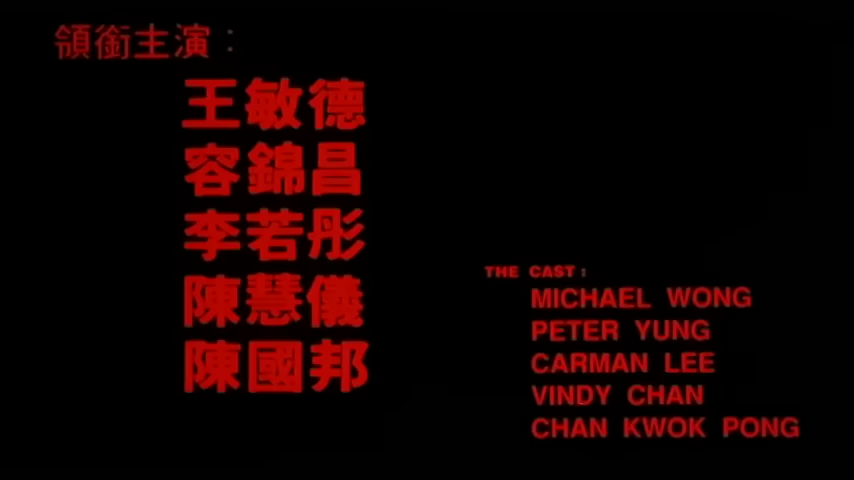 領銜主演：
王敏德
容錦昌
李若彤
陳慧儀
陳國邦
THE CAST:
MICHAEL WONG
PETER YUNG
CARMAN LEE
VINDY CHAN
CHAN KWOK PONG